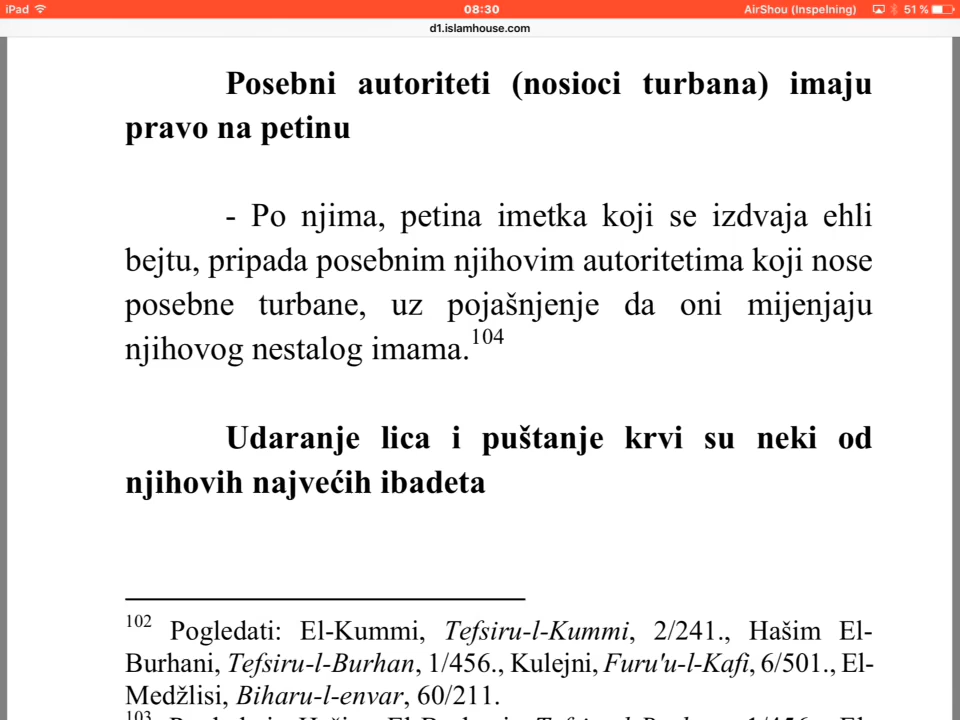 iPad 08:30 AirShou (Inspelning) 51 %
d1.islamhouse.com
Posebni autoriteti (nosioci turbana) imaju
pravo na petinu
- Po njima, petina imetka koji se izdvaja ehli
bejtu, pripada posebnim njihovim autoritetima koji nose
posebne turbane, uz pojašnjenje da oni mijenjaju
njihovog nestalog imama.104
Udaranje lica i puštanje krvi su neki od
njihovih najvećih ibadeta
102 Pogledati: El-Kummi, Tefsiru-l-Kummi, 2/241., Hašim El-
Burhani, Tefsiru-l-Burhan, 1/456., Kulejni, Furu'u-l-Kafi, 6/501., El-
Medžlisi, Biharu-l-envar, 60/211.